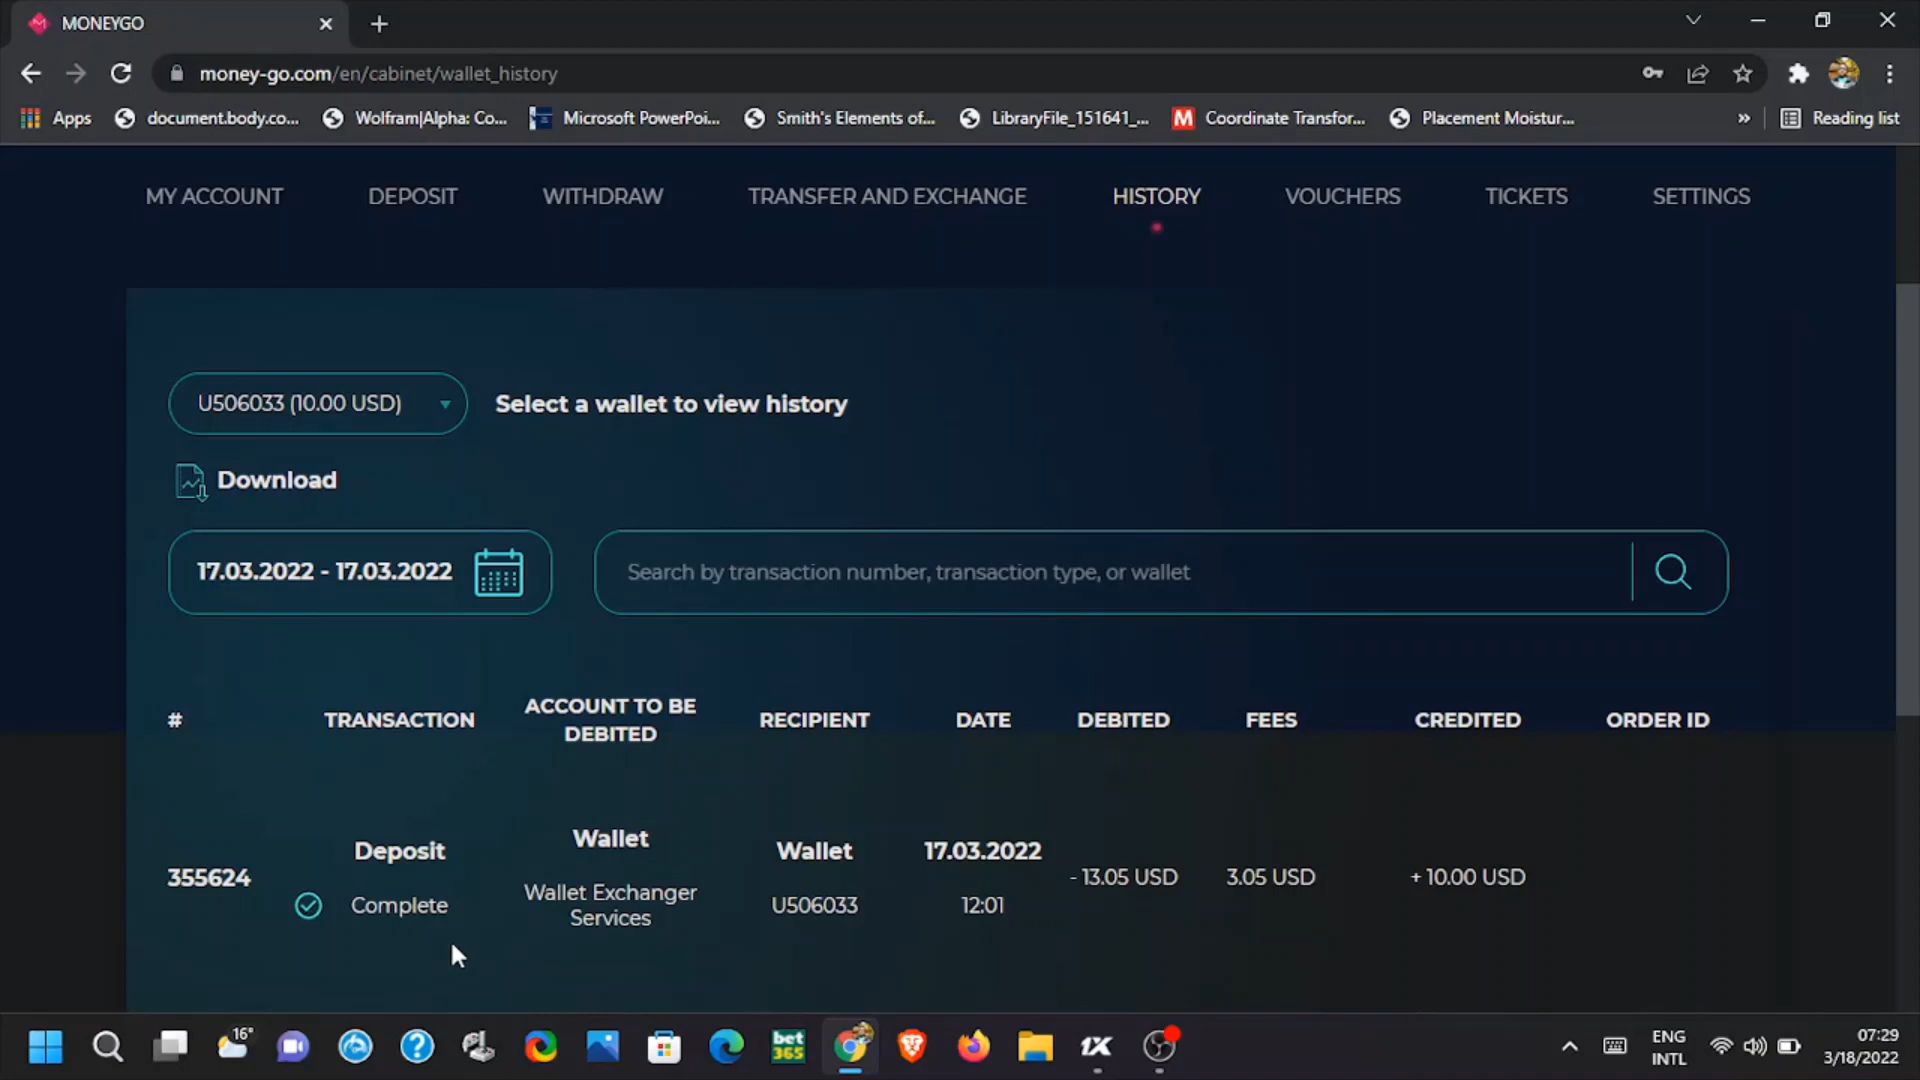 MONEYGO
money-go.com/en/cabinet/wallet_history
Apps document.body.co... Wolfram|Alpha: Co... Microsoft PowerPoi... Smith's Elements of... LibraryFile_151641_... Coordinate Transfor... Placement Moistur... » Reading list
MY ACCOUNT DEPOSIT WITHDRAW TRANSFER AND EXCHANGE HISTORY VOUCHERS TICKETS SETTINGS
U506033 (10.00 USD) Select a wallet to view history
Download
17.03.2022 - 17.03.2022 Search by transaction number, transaction type, or wallet
# TRANSACTION ACCOUNT TO BE DEBITED RECIPIENT DATE DEBITED FEES CREDITED ORDER ID
355624 Deposit Wallet Wallet 17.03.2022 - 13.05 USD 3.05 USD + 10.00 USD
Complete Wallet Exchanger Services U506033 12:01
16° bet365 1X ENG 07:29
INTL 3/18/2022